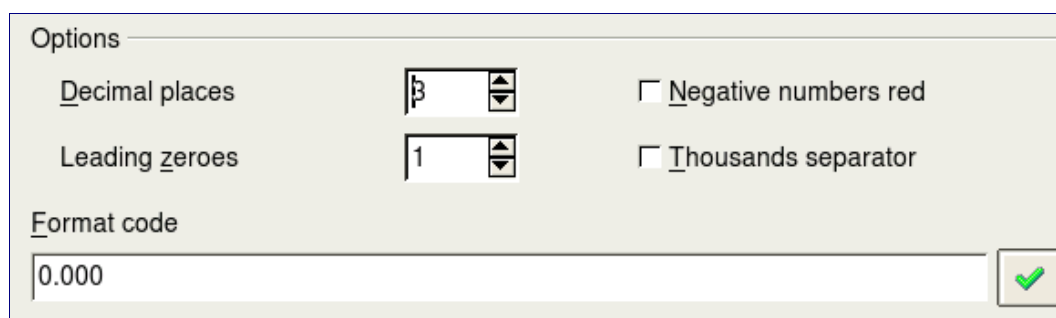 Options
Decimal places 3 Negative numbers red
Leading zeroes 1 Thousands separator
Format code
0.000